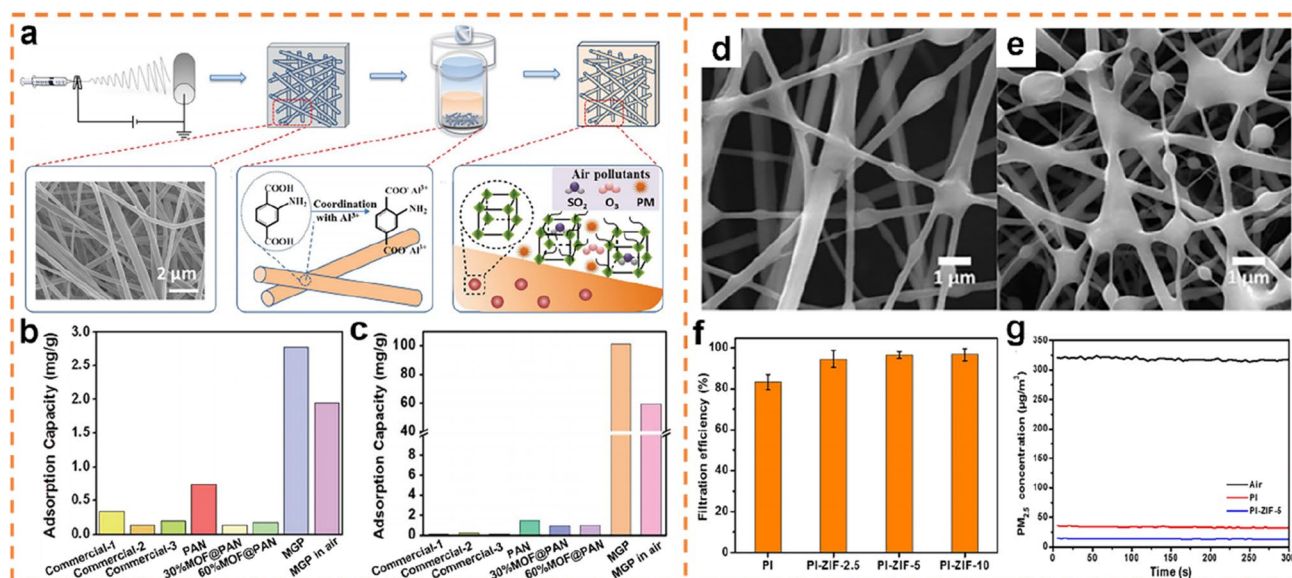 a
2 μm
COOH
NH₂
COOH
Coordination
with Al³⁺
COO⁻ Al³⁺
NH₂
COO⁻ Al³⁺
Air pollutants
SO₂ O₃ PM
b
Adsorption Capacity (mg/g)
3.0
2.5
2.0
1.5
1.0
0.5
0.0
Commercial-1
Commercial-2
Commercial-3
PAN
30%MOF@PAN
60%MOF@PAN
MGP
MGP in air
c
Adsorption Capacity (mg/g)
100
80
60
40
8
6
4
2
0
Commercial-1
Commercial-2
Commercial-3
PAN
30%MOF@PAN
60%MOF@PAN
MGP
MGP in air
d
1 μm
e
1 μm
f
Filtration efficiency (%)
100
80
60
40
20
0
PI PI-ZIF-2.5 PI-ZIF-5 PI-ZIF-10
g
PM₂.₅ concentration (μg/m³)
350
325
300
50
25
0
Air
PI
PI-ZIF-5
0 50 100 150 200 250 300
Time (s)